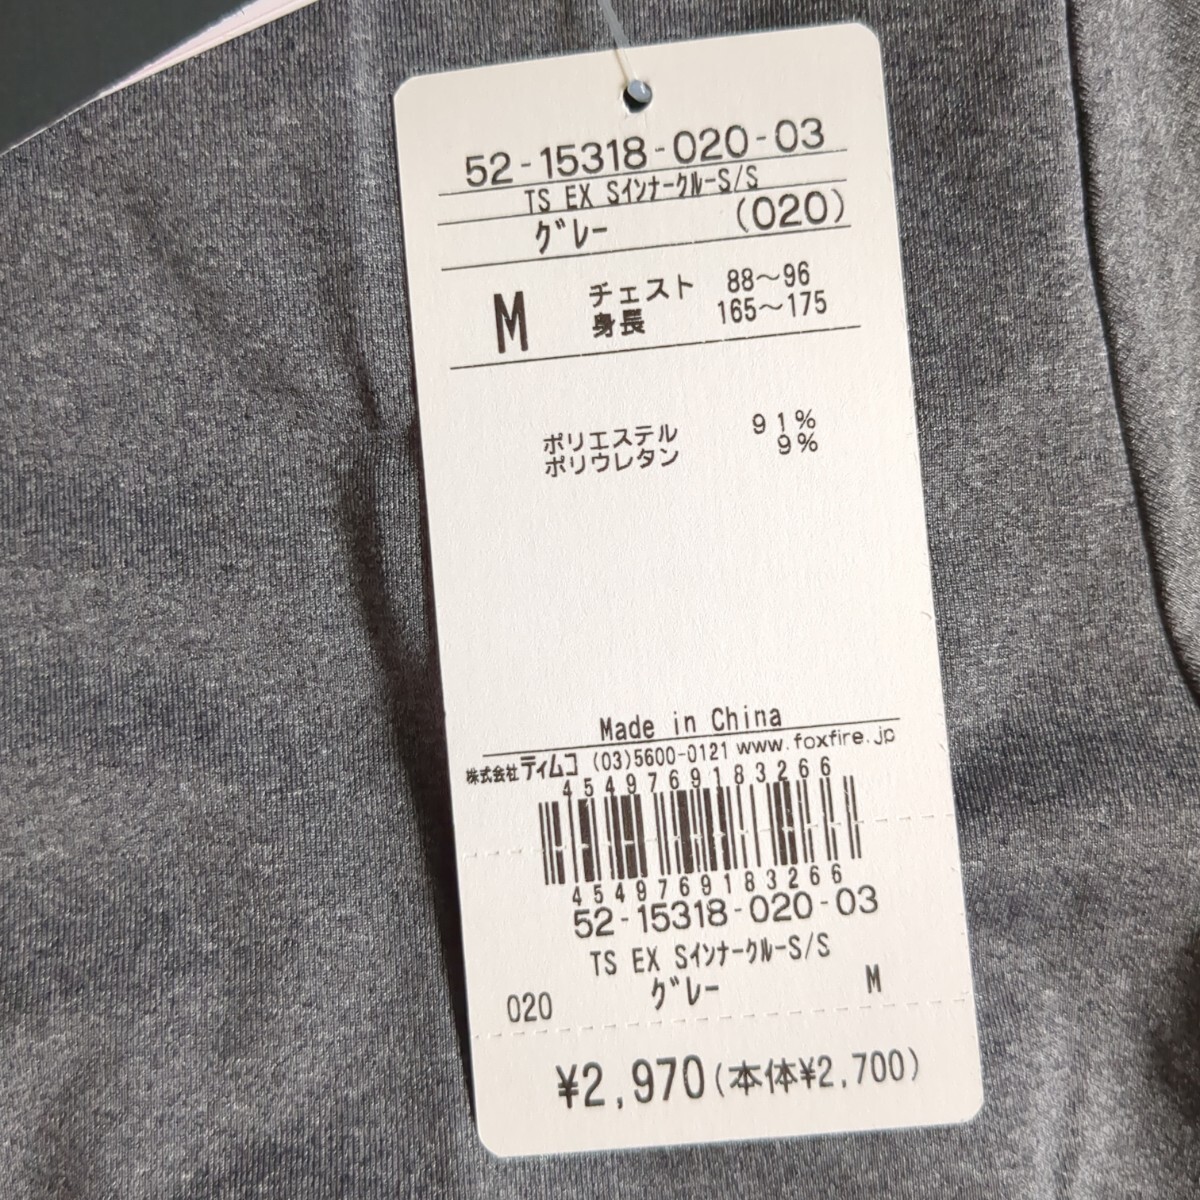 52-15318-020-03
TS EX SインナークルーS/S
グレー (020)
M チェスト 88～96
身長 165～175
ポリエステル 91%
ポリウレタン 9%
Made in China
株式会社ティムコ (03)5600-0121 www.foxfire.jp
4549769183266
4549769183266
52-15318-020-03
TS EX SインナークルーS/S
020 グレー M
¥2,970(本体¥2,700)